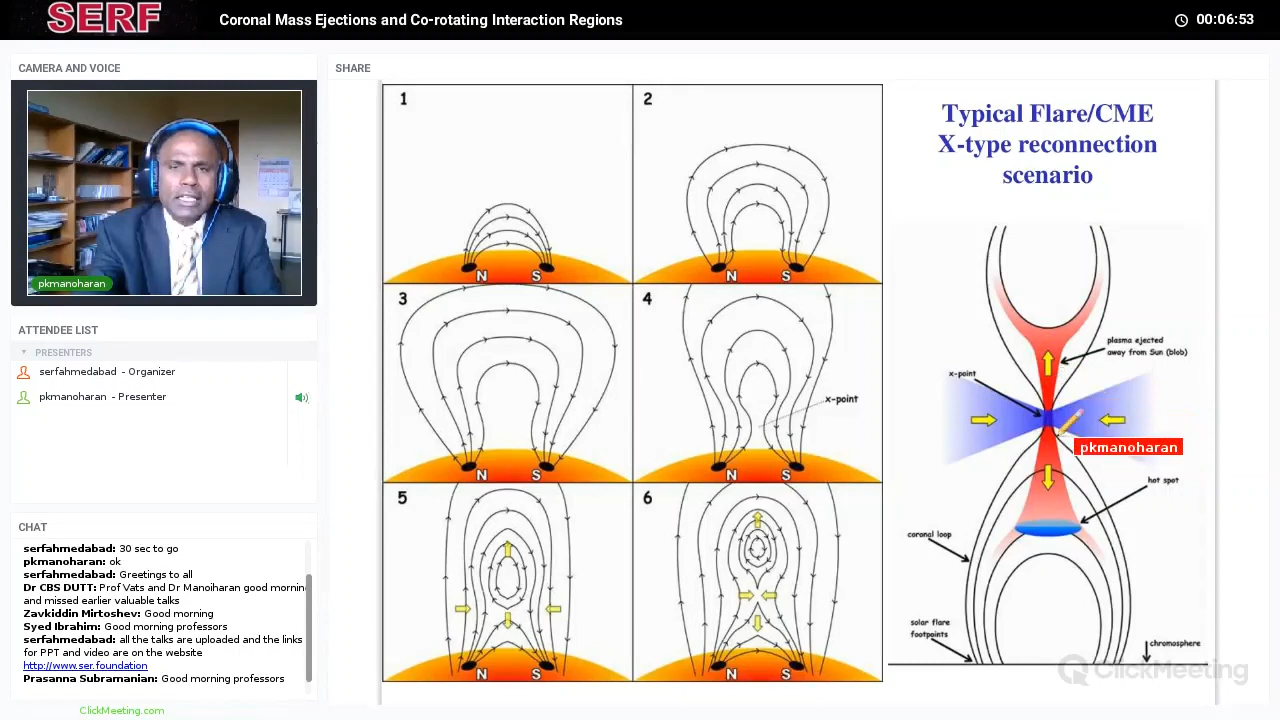 SERF
Coronal Mass Ejections and Co-rotating Interaction Regions
00:06:53
CAMERA AND VOICE
pkmanoharan
ATTENDEE LIST
PRESENTERS
serfahmedabad - Organizer
pkmanoharan - Presenter
CHAT
serfahmedabad: 30 sec to go
pkmanoharan: ok
serfahmedabad: Greetings to all
Dr CBS DUTT: Prof Vats and Dr Manoiharan good mornin
and missed earlier valuable talks
Zavkiddin Mirtoshev: Good morning
Syed Ibrahim: Good morning professors
serfahmedabad: all the talks are uploaded and the links
for PPT and video are on the website
http://www.ser.foundation
Prasanna Subramanian: Good morning professors
ClickMeeting.com
SHARE
1
N S
2
N S
3
N S
4
x-point
N S
5
N S
6
N S
Typical Flare/CME
X-type reconnection
scenario
plasma ejected
away from Sun (blob)
x-point
pkmanoharan
hot spot
coronal loop
solar flare
footpoints
chromosphere
ClickMeeting